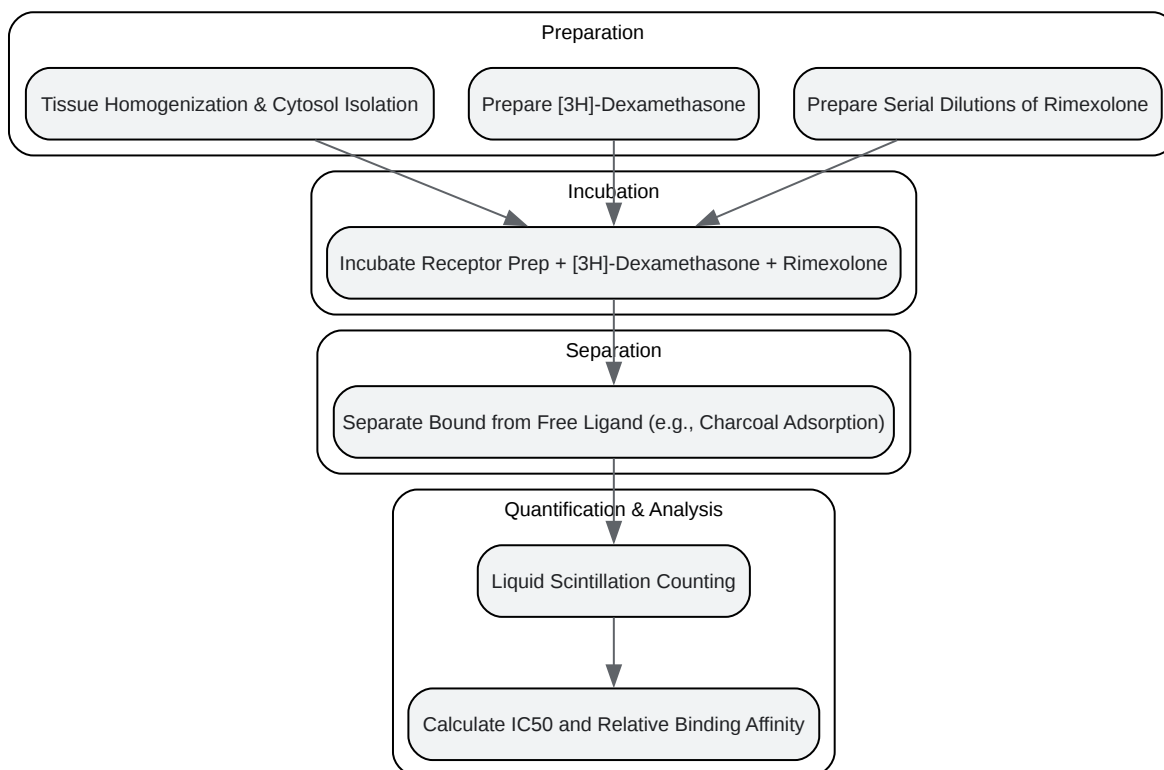 Preparation
Tissue Homogenization & Cytosol Isolation
Prepare [3H]-Dexamethasone
Prepare Serial Dilutions of Rimexolone
Incubation
Incubate Receptor Prep + [3H]-Dexamethasone + Rimexolone
Separation
Separate Bound from Free Ligand (e.g., Charcoal Adsorption)
Quantification & Analysis
Liquid Scintillation Counting
Calculate IC50 and Relative Binding Affinity